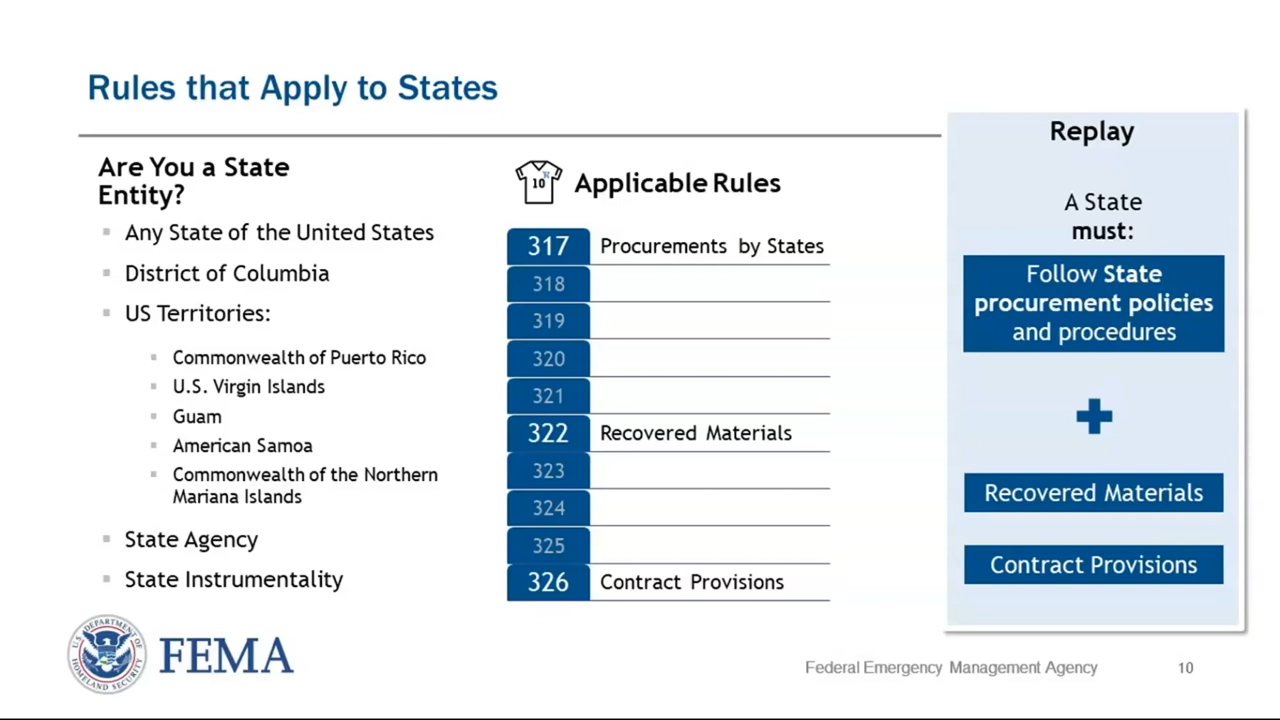 Rules that Apply to States
Are You a State
Entity?
Any State of the United States
District of Columbia
US Territories:
Commonwealth of Puerto Rico
U.S. Virgin Islands
Guam
American Samoa
Commonwealth of the Northern
Mariana Islands
State Agency
State Instrumentality
10
Applicable Rules
317 Procurements by States
318
319
320
321
322 Recovered Materials
323
324
325
326 Contract Provisions
Replay
A State
must:
Follow State
procurement policies
and procedures
Recovered Materials
Contract Provisions
U.S. DEPARTMENT OF
HOMELAND SECURITY
FEMA
Federal Emergency Management Agency
10